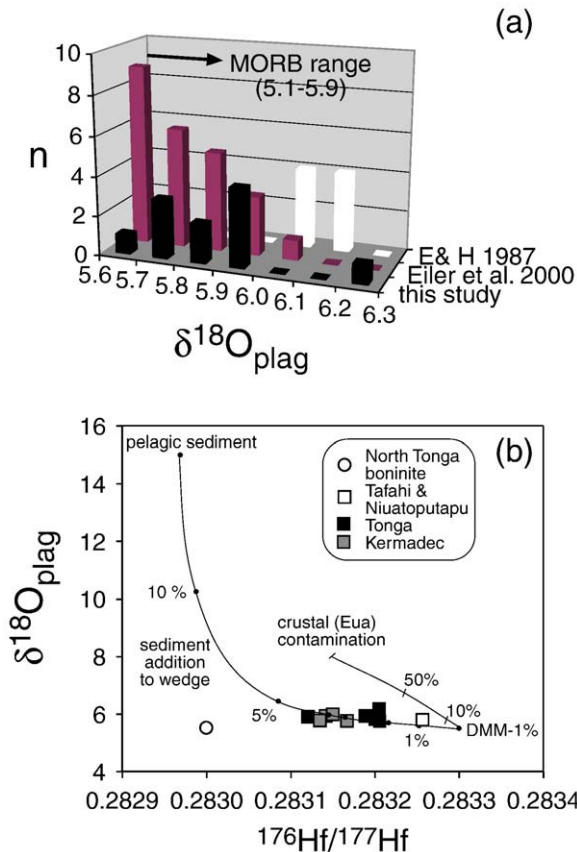 (a)
10
8
6
4
2
0
n
MORB range
(5.1-5.9)
E& H 1987
Eiler et al. 2000
this study
5.6 5.7 5.8 5.9 6.0 6.1 6.2 6.3
δ18Oplag
(b)
16
14
12
10
8
6
4
δ18Oplag
pelagic sediment
North Tonga
boninite
Tafahi &
Niuatoputapu
Tonga
Kermadec
10 %
sediment
addition
to wedge
crustal (Eua)
contamination
50%
10%
5%
1%
DMM-1%
0.2829 0.2830 0.2831 0.2832 0.2833 0.2834
176Hf/177Hf